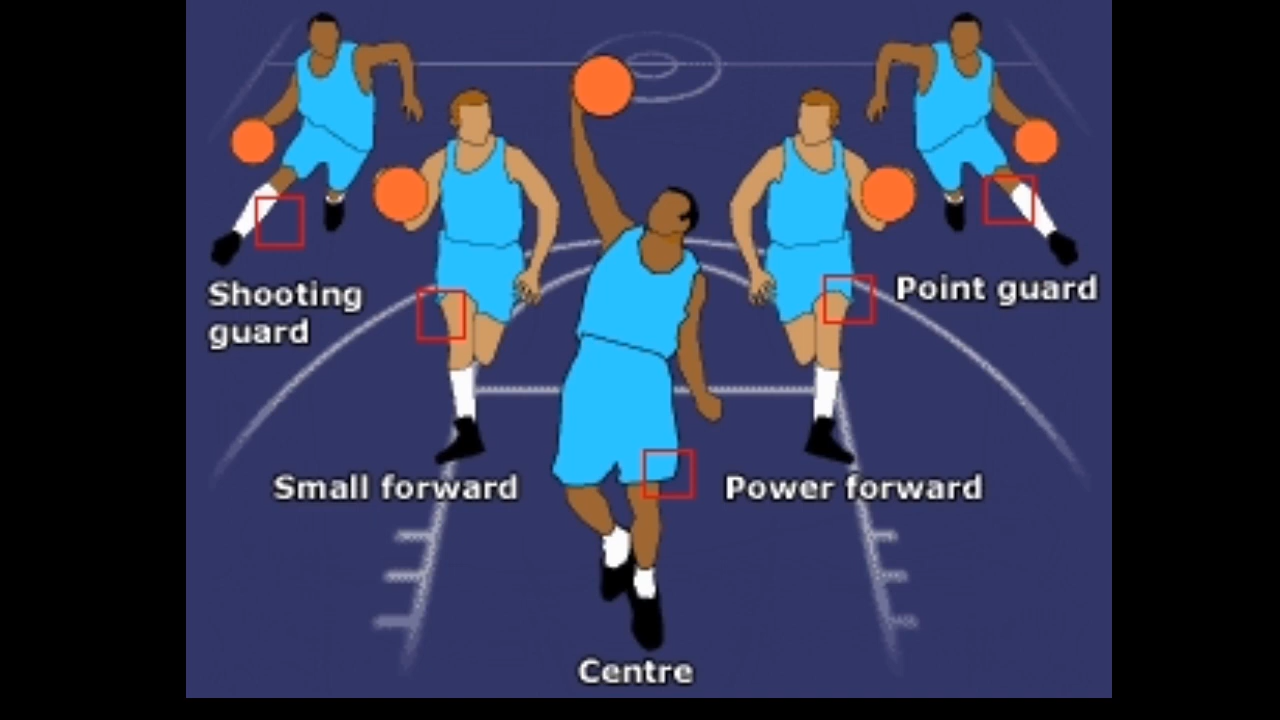 Shooting
guard
Point guard
Small forward
Power forward
Centre